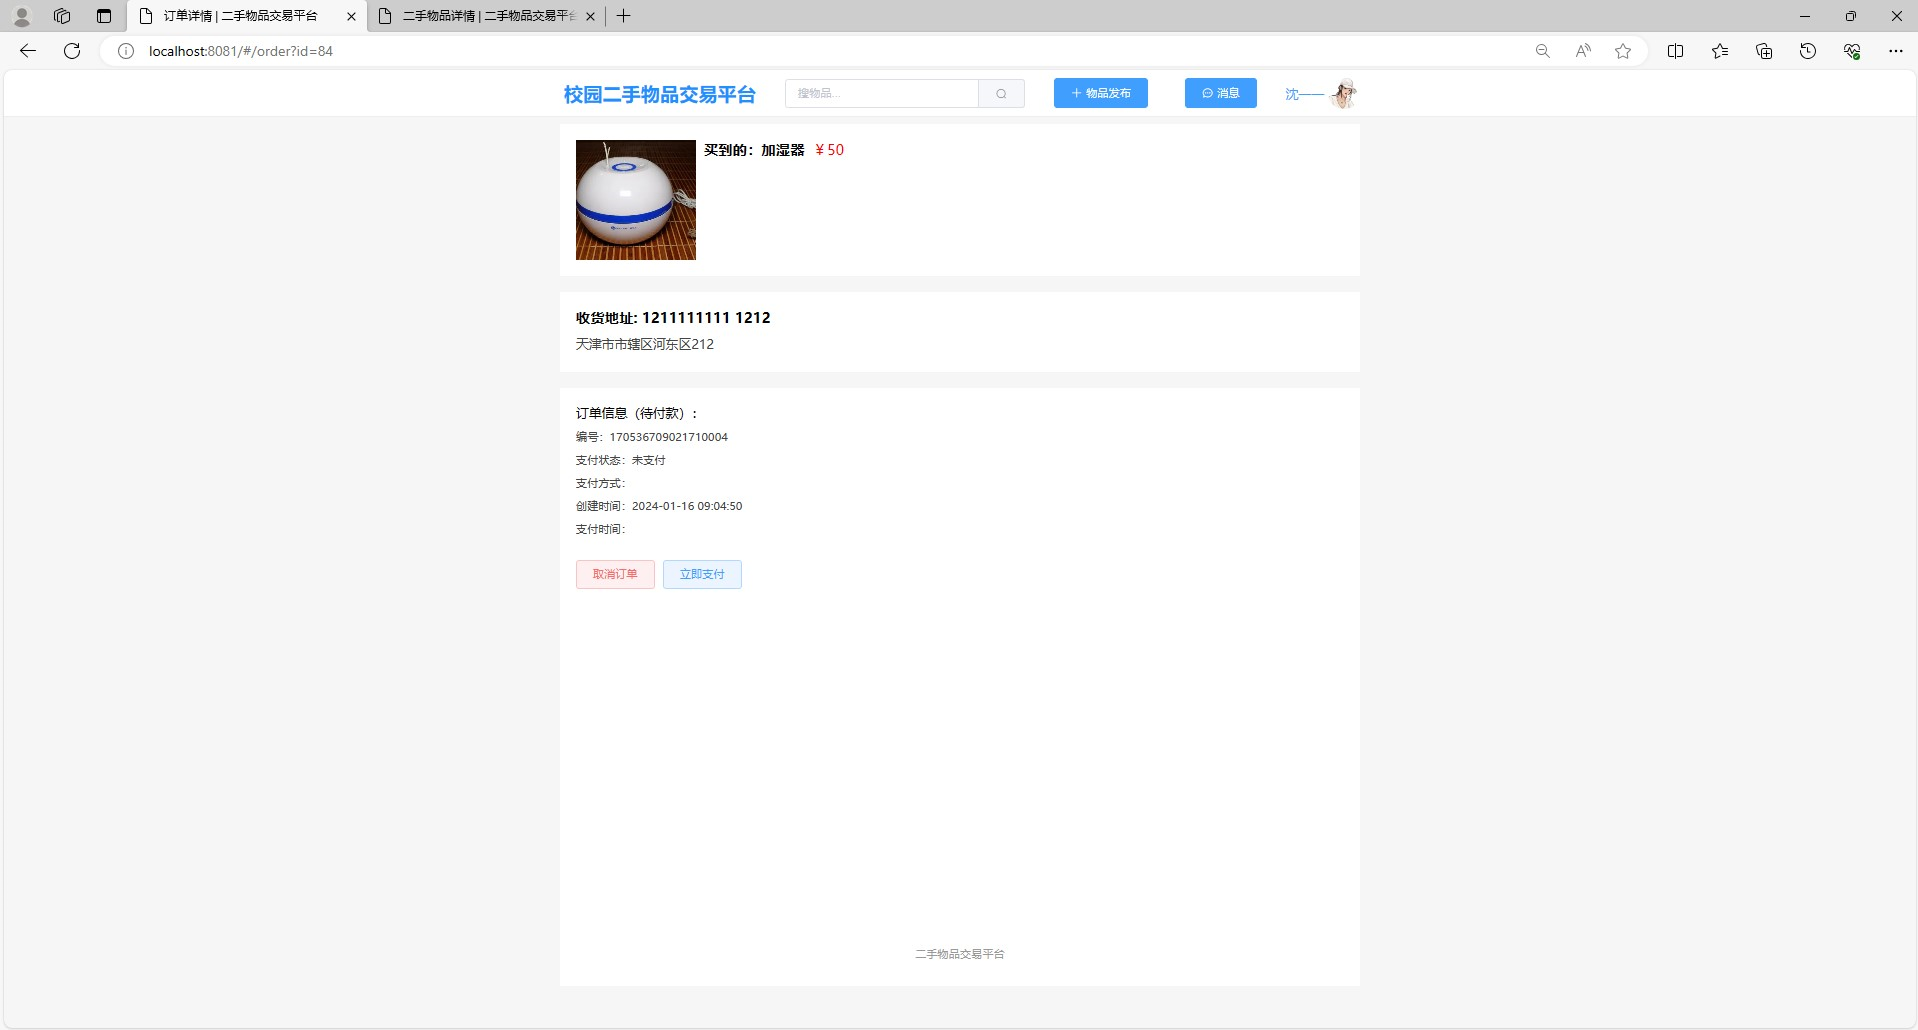 订单详情 | 二手物品交易平台
二手物品详情 | 二手物品交易平台
localhost:8081/#/order?id=84
校园二手物品交易平台
搜物品...
物品发布
消息
沈一一
买到的：加湿器 ¥ 50
收货地址: 1211111111 1212
天津市市辖区河东区212
订单信息（待付款）:
编号：170536709021710004
支付状态：未支付
支付方式：
创建时间：2024-01-16 09:04:50
支付时间：
取消订单
立即支付
二手物品交易平台